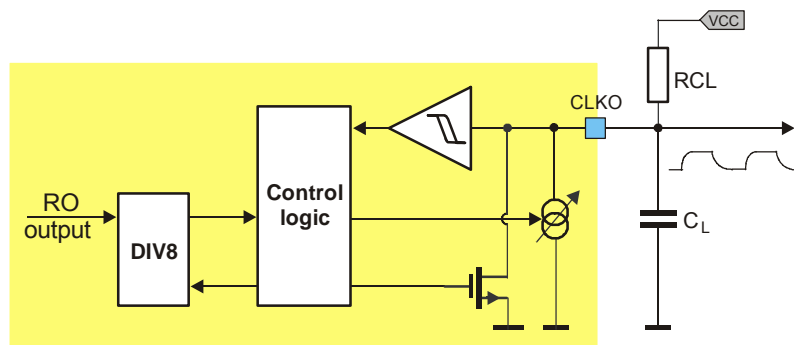 VCC
RCL
CLKO
Control
logic
RO
output
DIV8
CL